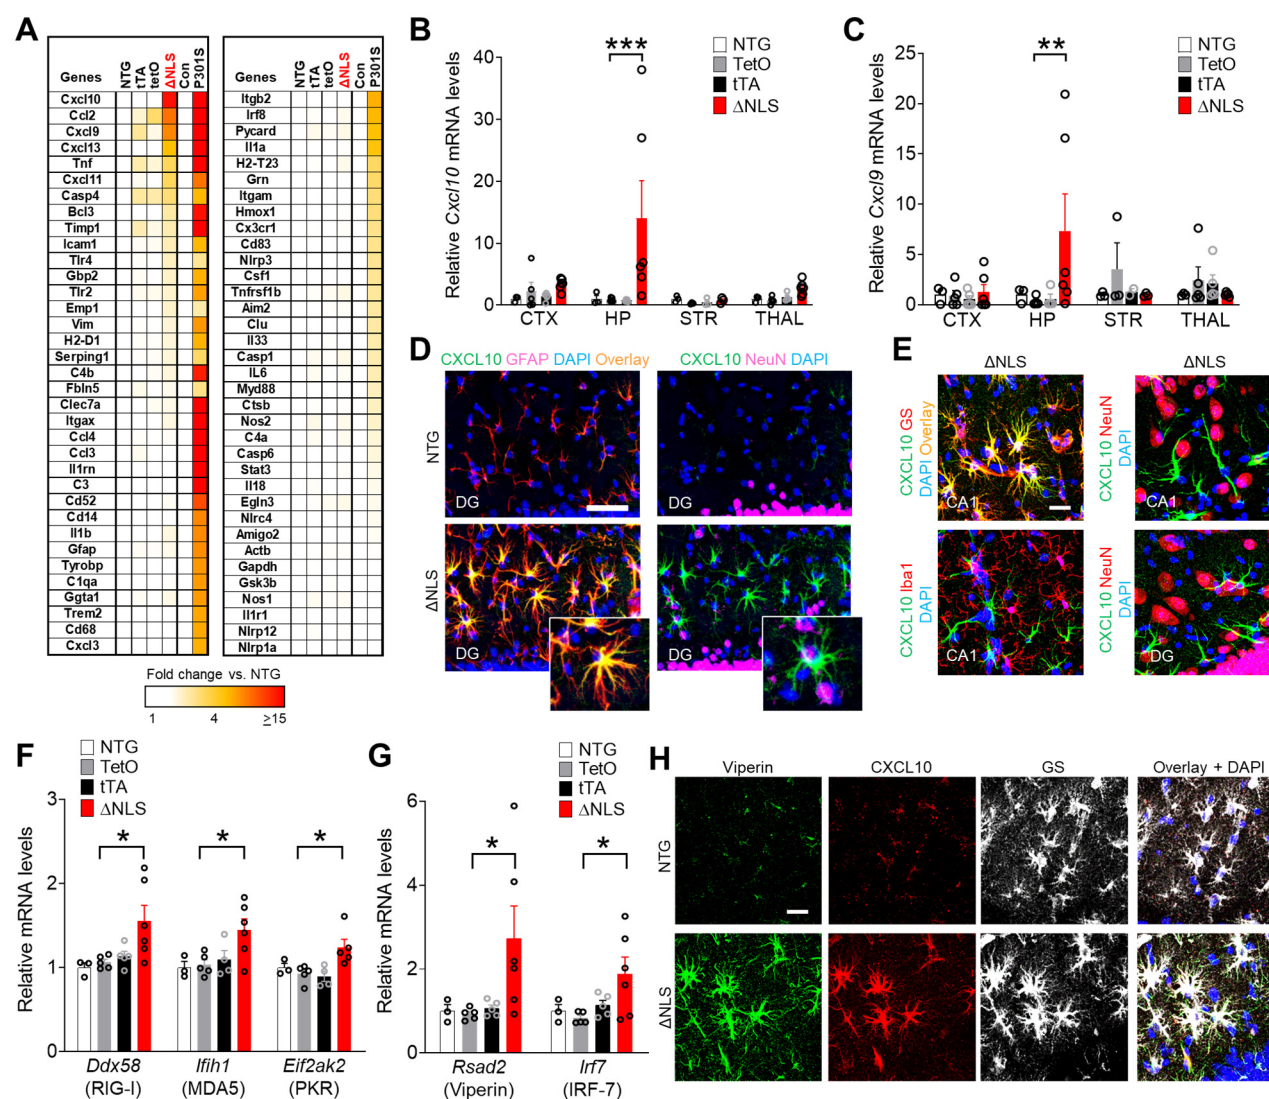 A
Genes NTG tTA tetO ΔNLS Con P301S
Cxcl10
Ccl2
Cxcl9
Cxcl13
Tnf
Cxcl11
Casp4
Bcl3
Timp1
Icam1
Tlr4
Gbp2
Tlr2
Emp1
Vim
H2-D1
Serping1
C4b
Fbln5
Clec7a
Itgax
Ccl4
Ccl3
Il1rn
C3
Cd52
Cd14
Il1b
Gfap
Tyrobp
C1qa
Ggta1
Trem2
Cd68
Cxcl3
Genes NTG tTA tetO ΔNLS Con P301S
Itgb2
Irf8
Pycard
Il1a
H2-T23
Grn
Itgam
Hmox1
Cx3cr1
Cd83
Nlrp3
Csf1
Tnfrsf1b
Aim2
Clu
Il33
Casp1
IL6
Myd88
Ctsb
Nos2
C4a
Casp6
Stat3
Il18
Egln3
Nlrc4
Amigo2
Actb
Gapdh
Gsk3b
Nos1
Il1r1
Nlrp12
Nlrp1a
Fold change vs. NTG
1 4 ≥15
B
Relative Cxcl10 mRNA levels
40
30
20
10
0
***
NTG
TetO
tTA
ΔNLS
CTX HP STR THAL
C
Relative Cxcl9 mRNA levels
25
20
15
10
5
0
**
NTG
TetO
tTA
ΔNLS
CTX HP STR THAL
D
CXCL10 GFAP DAPI Overlay
CXCL10 NeuN DAPI
NTG
DG
DG
ΔNLS
DG
DG
E
ΔNLS
ΔNLS
CXCL10 GS
DAPI Overlay
CA1
CXCL10 NeuN
DAPI
CA1
CXCL10 Iba1
DAPI
CA1
CXCL10 NeuN
DAPI
DG
F
NTG
TetO
tTA
ΔNLS
Relative mRNA levels
3
2
1
0
* * *
Ddx58 Ifih1 Eif2ak2
(RIG-I) (MDA5) (PKR)
G
NTG
TetO
tTA
ΔNLS
Relative mRNA levels
6
4
2
0
* *
Rsad2 Irf7
(Viperin) (IRF-7)
H
Viperin CXCL10 GS Overlay + DAPI
NTG
ΔNLS